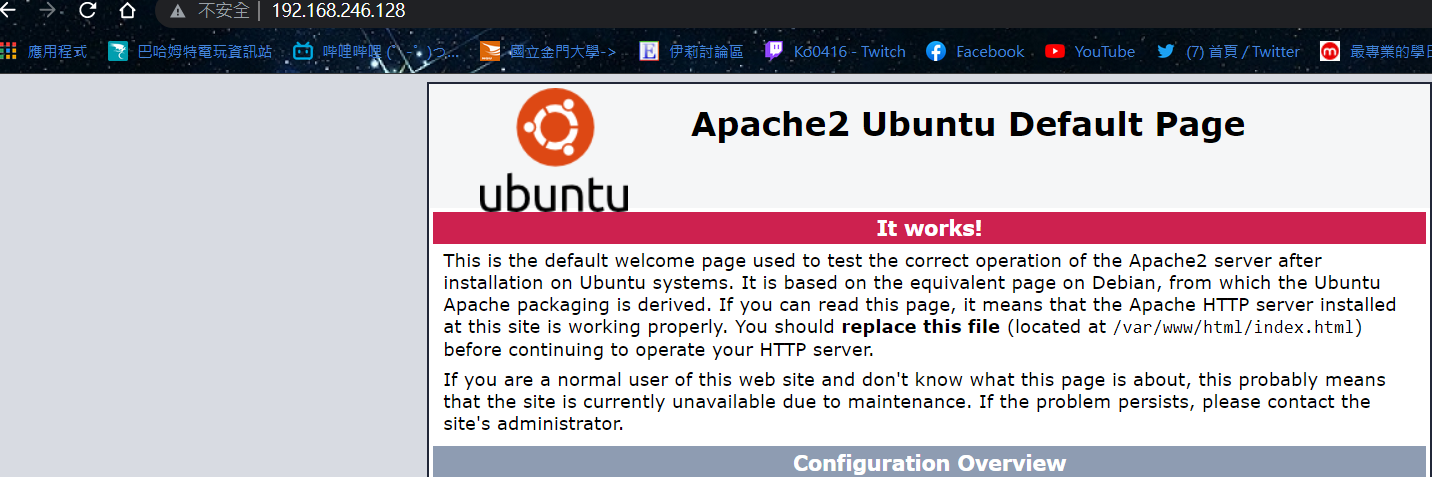 不安全 | 192.168.246.128
應用程式 巴哈姆特電玩資訊站 嗶哩嗶哩 國立金門大學-> 伊莉討論區 Ko0416 - Twitch Facebook YouTube (7) 首頁 / Twitter 最專業的學
ubuntu
Apache2 Ubuntu Default Page
It works!
This is the default welcome page used to test the correct operation of the Apache2 server after
installation on Ubuntu systems. It is based on the equivalent page on Debian, from which the Ubuntu
Apache packaging is derived. If you can read this page, it means that the Apache HTTP server installed
at this site is working properly. You should replace this file (located at /var/www/html/index.html)
before continuing to operate your HTTP server.
If you are a normal user of this web site and don't know what this page is about, this probably means
that the site is currently unavailable due to maintenance. If the problem persists, please contact the
site's administrator.
Configuration Overview